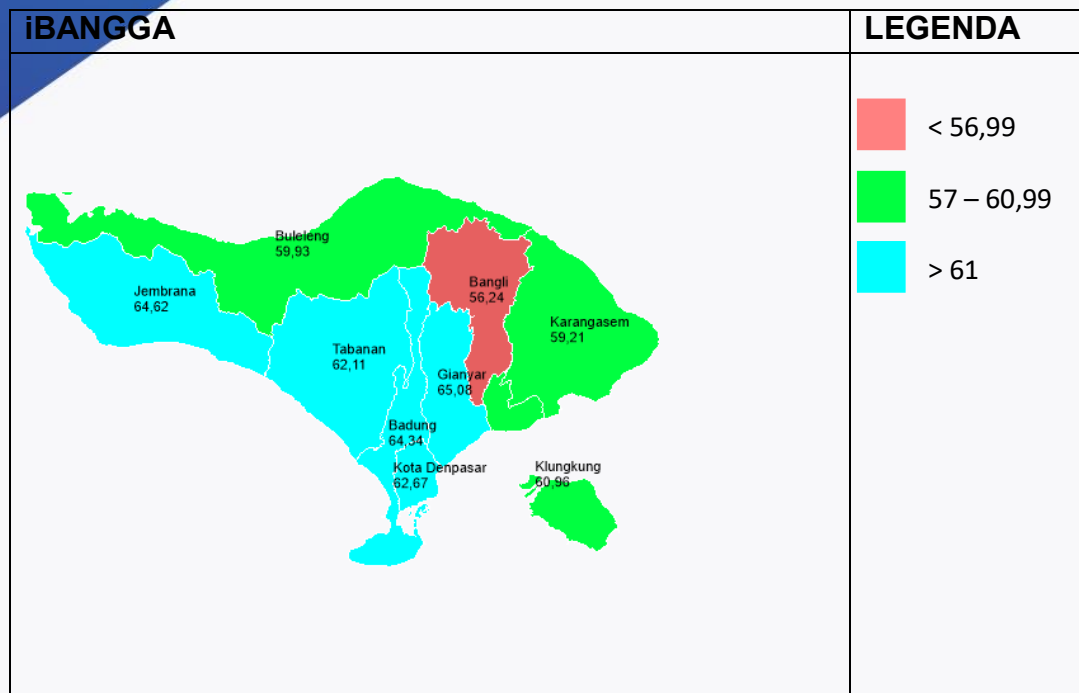 iBANGGA
LEGENDA
< 56,99
57 – 60,99
> 61
Buleleng
59,93
Jembrana
64,62
Bangli
56,24
Karangasem
59,21
Tabanan
62,11
Gianyar
65,08
Badung
64,34
Kota Denpasar
62,67
Klungkung
60,96